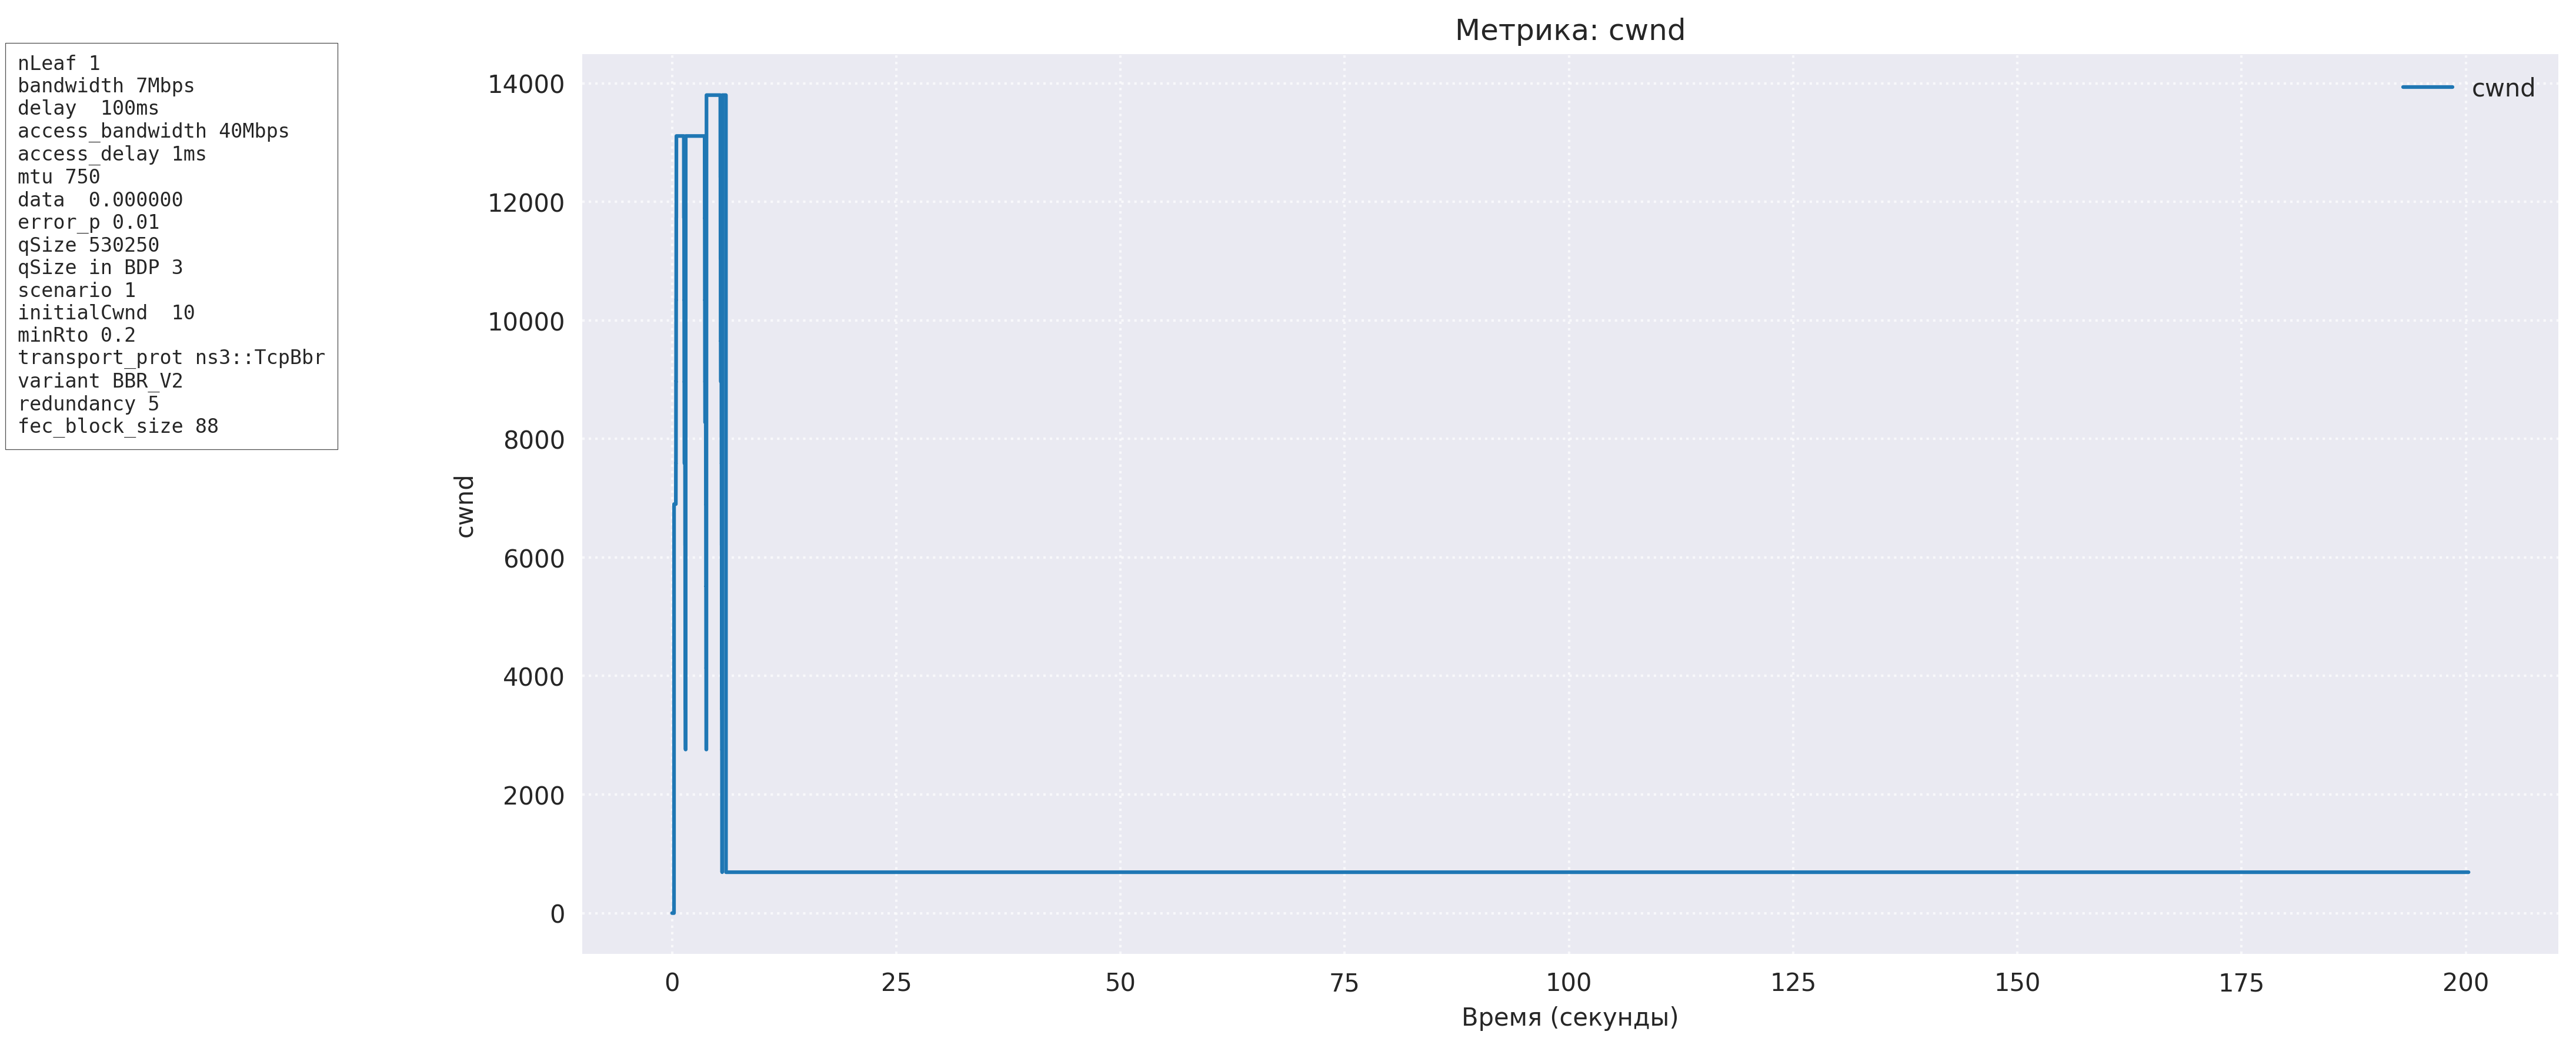 nLeaf 1
bandwidth 7Mbps
delay  100ms
access_bandwidth 40Mbps
access_delay 1ms
mtu 750
data  0.000000
error_p 0.01
qSize 530250
qSize in BDP 3
scenario 1
initialCwnd  10
minRto 0.2
transport_prot ns3::TcpBbr
variant BBR_V2
redundancy 5
fec_block_size 88
Метрика: cwnd
cwnd
14000
12000
10000
8000
6000
4000
2000
0
cwnd
0 25 50 75 100 125 150 175 200
Время (секунды)